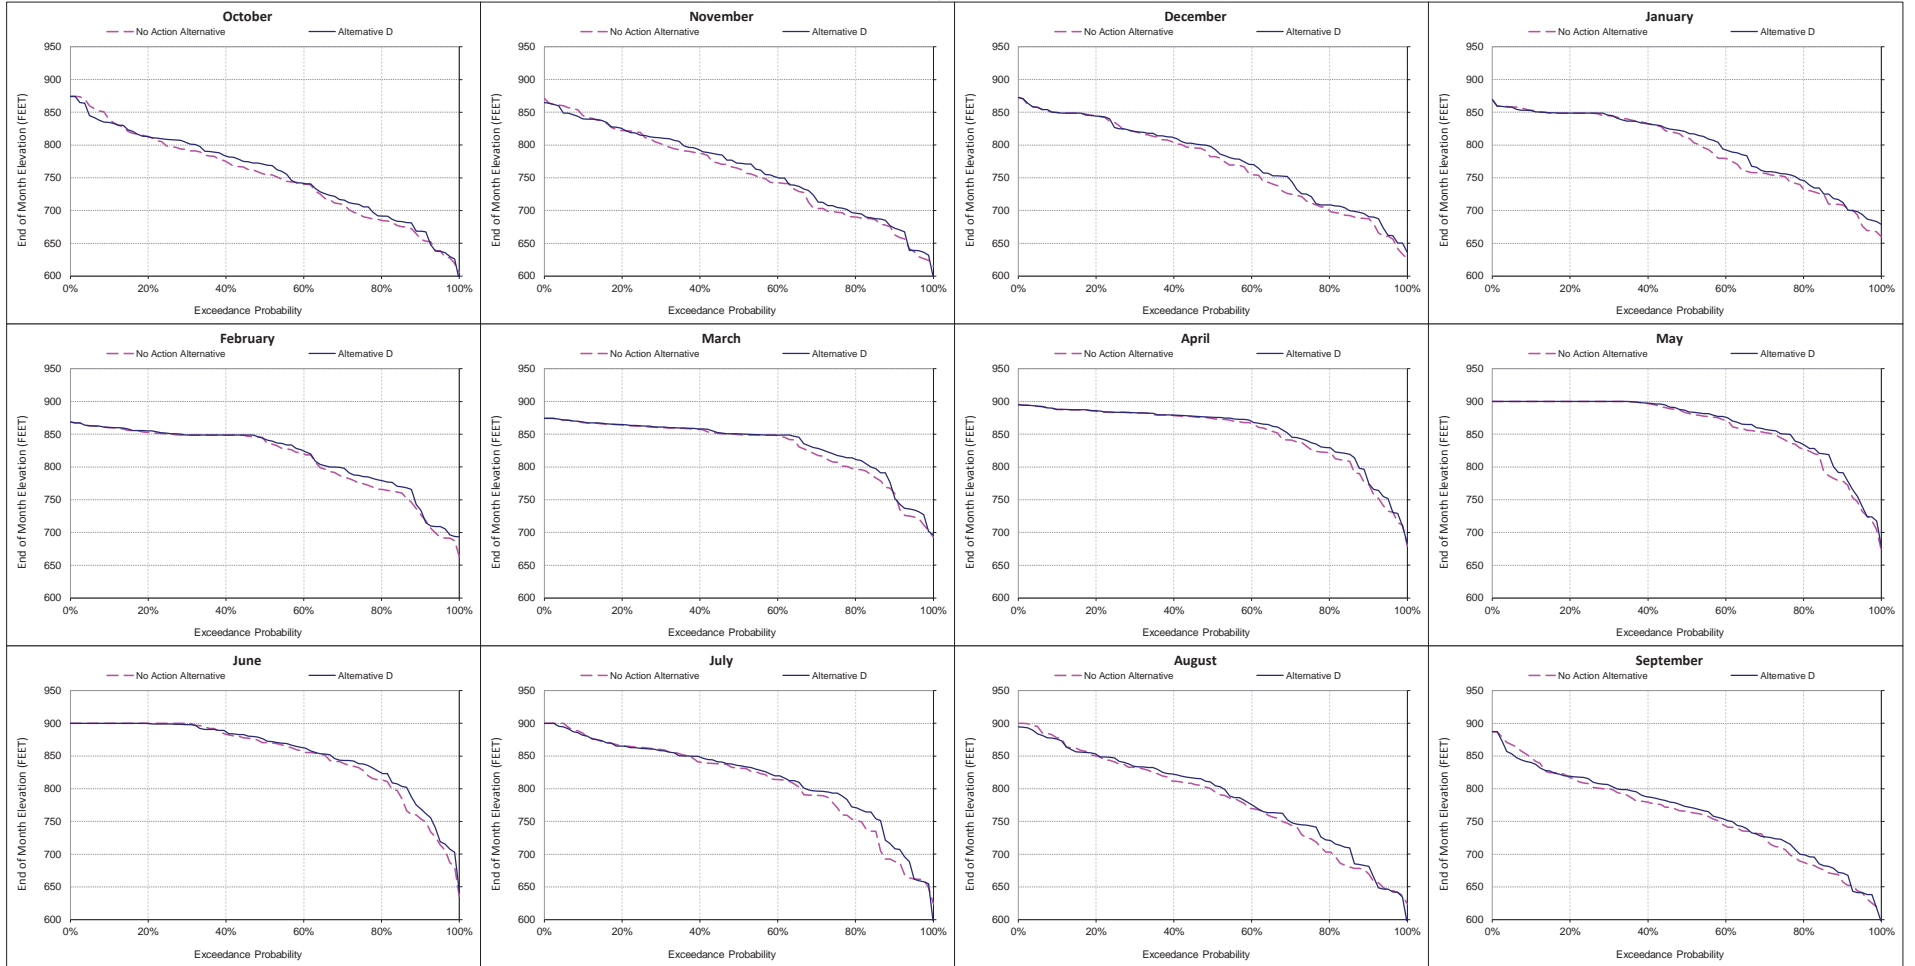 October
No Action Alternative Alternative D
End of Month Elevation (FEET)
950
900
850
800
750
700
650
600
0% 20% 40% 60% 80% 100%
Exceedance Probability
November
No Action Alternative Alternative D
End of Month Elevation (FEET)
950
900
850
800
750
700
650
600
0% 20% 40% 60% 80% 100%
Exceedance Probability
December
No Action Alternative Alternative D
End of Month Elevation (FEET)
950
900
850
800
750
700
650
600
0% 20% 40% 60% 80% 100%
Exceedance Probability
January
No Action Alternative Alternative D
End of Month Elevation (FEET)
950
900
850
800
750
700
650
600
0% 20% 40% 60% 80% 100%
Exceedance Probability
February
No Action Alternative Alternative D
End of Month Elevation (FEET)
950
900
850
800
750
700
650
600
0% 20% 40% 60% 80% 100%
Exceedance Probability
March
No Action Alternative Alternative D
End of Month Elevation (FEET)
950
900
850
800
750
700
650
600
0% 20% 40% 60% 80% 100%
Exceedance Probability
April
No Action Alternative Alternative D
End of Month Elevation (FEET)
950
900
850
800
750
700
650
600
0% 20% 40% 60% 80% 100%
Exceedance Probability
May
No Action Alternative Alternative D
End of Month Elevation (FEET)
950
900
850
800
750
700
650
600
0% 20% 40% 60% 80% 100%
Exceedance Probability
June
No Action Alternative Alternative D
End of Month Elevation (FEET)
950
900
850
800
750
700
650
600
0% 20% 40% 60% 80% 100%
Exceedance Probability
July
No Action Alternative Alternative D
End of Month Elevation (FEET)
950
900
850
800
750
700
650
600
0% 20% 40% 60% 80% 100%
Exceedance Probability
August
No Action Alternative Alternative D
End of Month Elevation (FEET)
950
900
850
800
750
700
650
600
0% 20% 40% 60% 80% 100%
Exceedance Probability
September
No Action Alternative Alternative D
End of Month Elevation (FEET)
950
900
850
800
750
700
650
600
0% 20% 40% 60% 80% 100%
Exceedance Probability